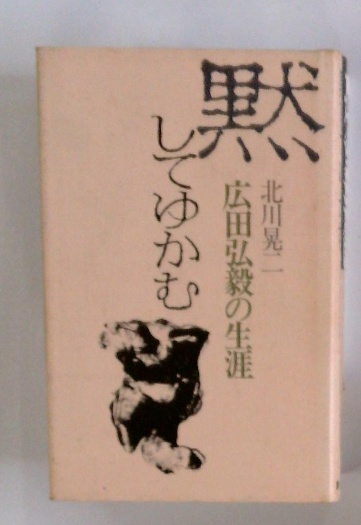 黙
してゆかむ
広田弘毅の生涯
北川晃二